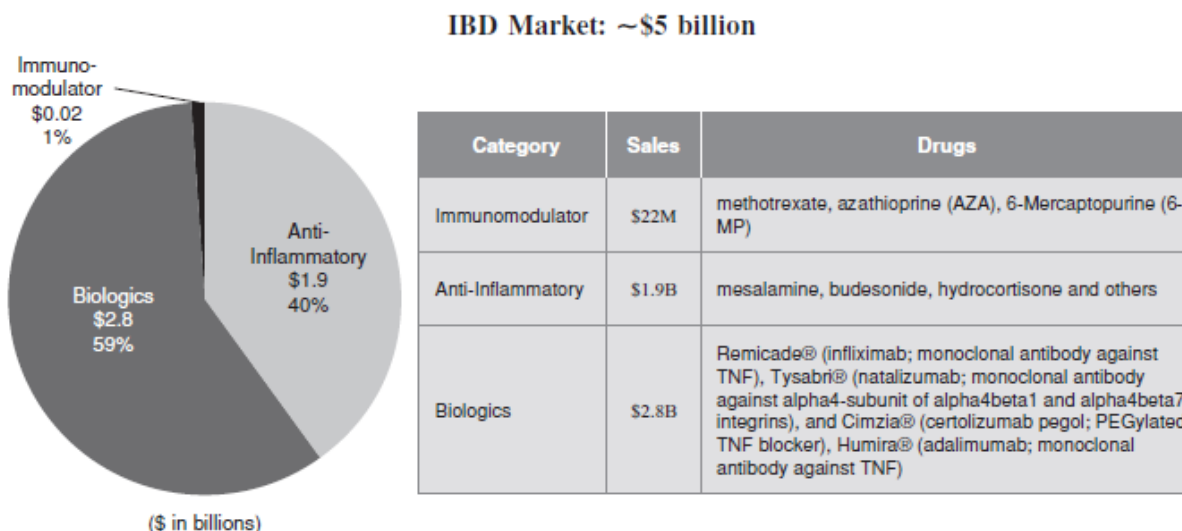 IBD Market: ~$5 billion
Immuno-
modulator
$0.02
1%
Anti-
Inflammatory
$1.9
40%
Biologics
$2.8
59%
($ in billions)
Category Sales Drugs
Immunomodulator $22M methotrexate, azathioprine (AZA), 6-Mercaptopurine (6-
MP)
Anti-Inflammatory $1.9B mesalamine, budesonide, hydrocortisone and others
Biologics $2.8B Remicade® (infliximab; monoclonal antibody against
TNF), Tysabri® (natalizumab; monoclonal antibody
against alpha4-subunit of alpha4beta1 and alpha4beta7
integrins), and Cimzia® (certolizumab pegol; PEGylated
TNF blocker), Humira® (adalimumab; monoclonal
antibody against TNF)